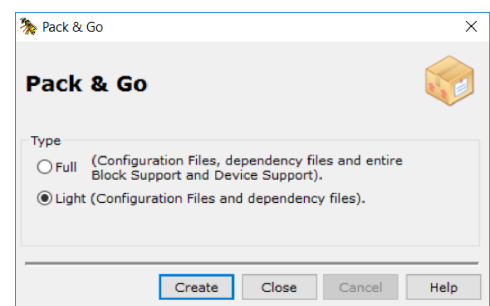 Pack & Go
Pack & Go
Type
Full (Configuration Files, dependency files and entire
Block Support and Device Support).
Light (Configuration Files and dependency files).
Create Close Cancel Help